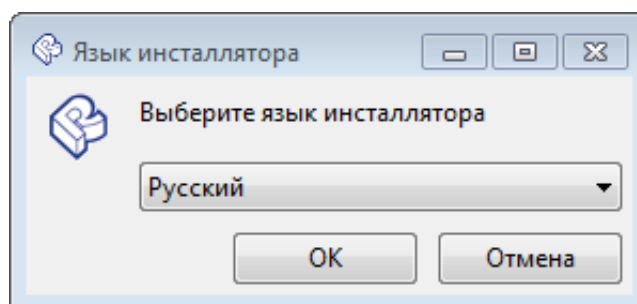 Язык инсталлятора
Выберите язык инсталлятора
Русский
OK
Отмена